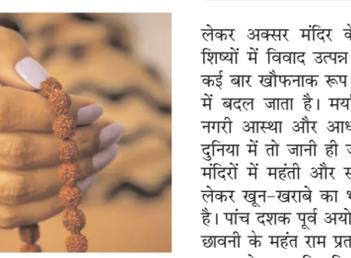 लेकर अक्सर मंदिर के
शिष्यों में विवाद उत्पन्न
कई बार खौफनाक रूप
में बदल जाता है। मर्या
नगरी आस्था और आध
दुनिया में तो जानी ही ज
मंदिरों में महंती और स
लेकर खून-खराबे का भ
है। पांच दशक पूर्व अयो
छावनी के महंत राम प्रत